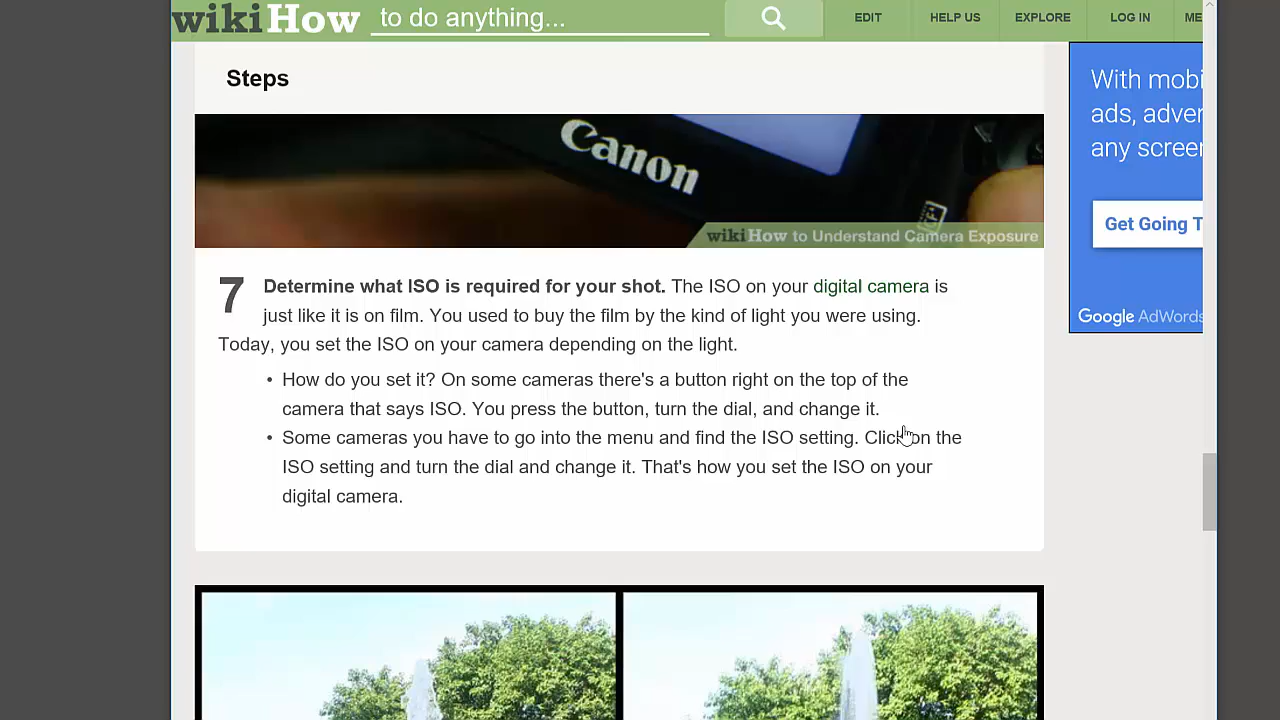 wikiHow to do anything... EDIT HELP US EXPLORE LOG IN ME
Steps
Canon
CF
wikiHow to Understand Camera Exposure
7 Determine what ISO is required for your shot. The ISO on your digital camera is
just like it is on film. You used to buy the film by the kind of light you were using.
Today, you set the ISO on your camera depending on the light.
• How do you set it? On some cameras there's a button right on the top of the
camera that says ISO. You press the button, turn the dial, and change it.
• Some cameras you have to go into the menu and find the ISO setting. Click on the
ISO setting and turn the dial and change it. That's how you set the ISO on your
digital camera.
With mobi
ads, adver
any screen
Get Going T
Google AdWords